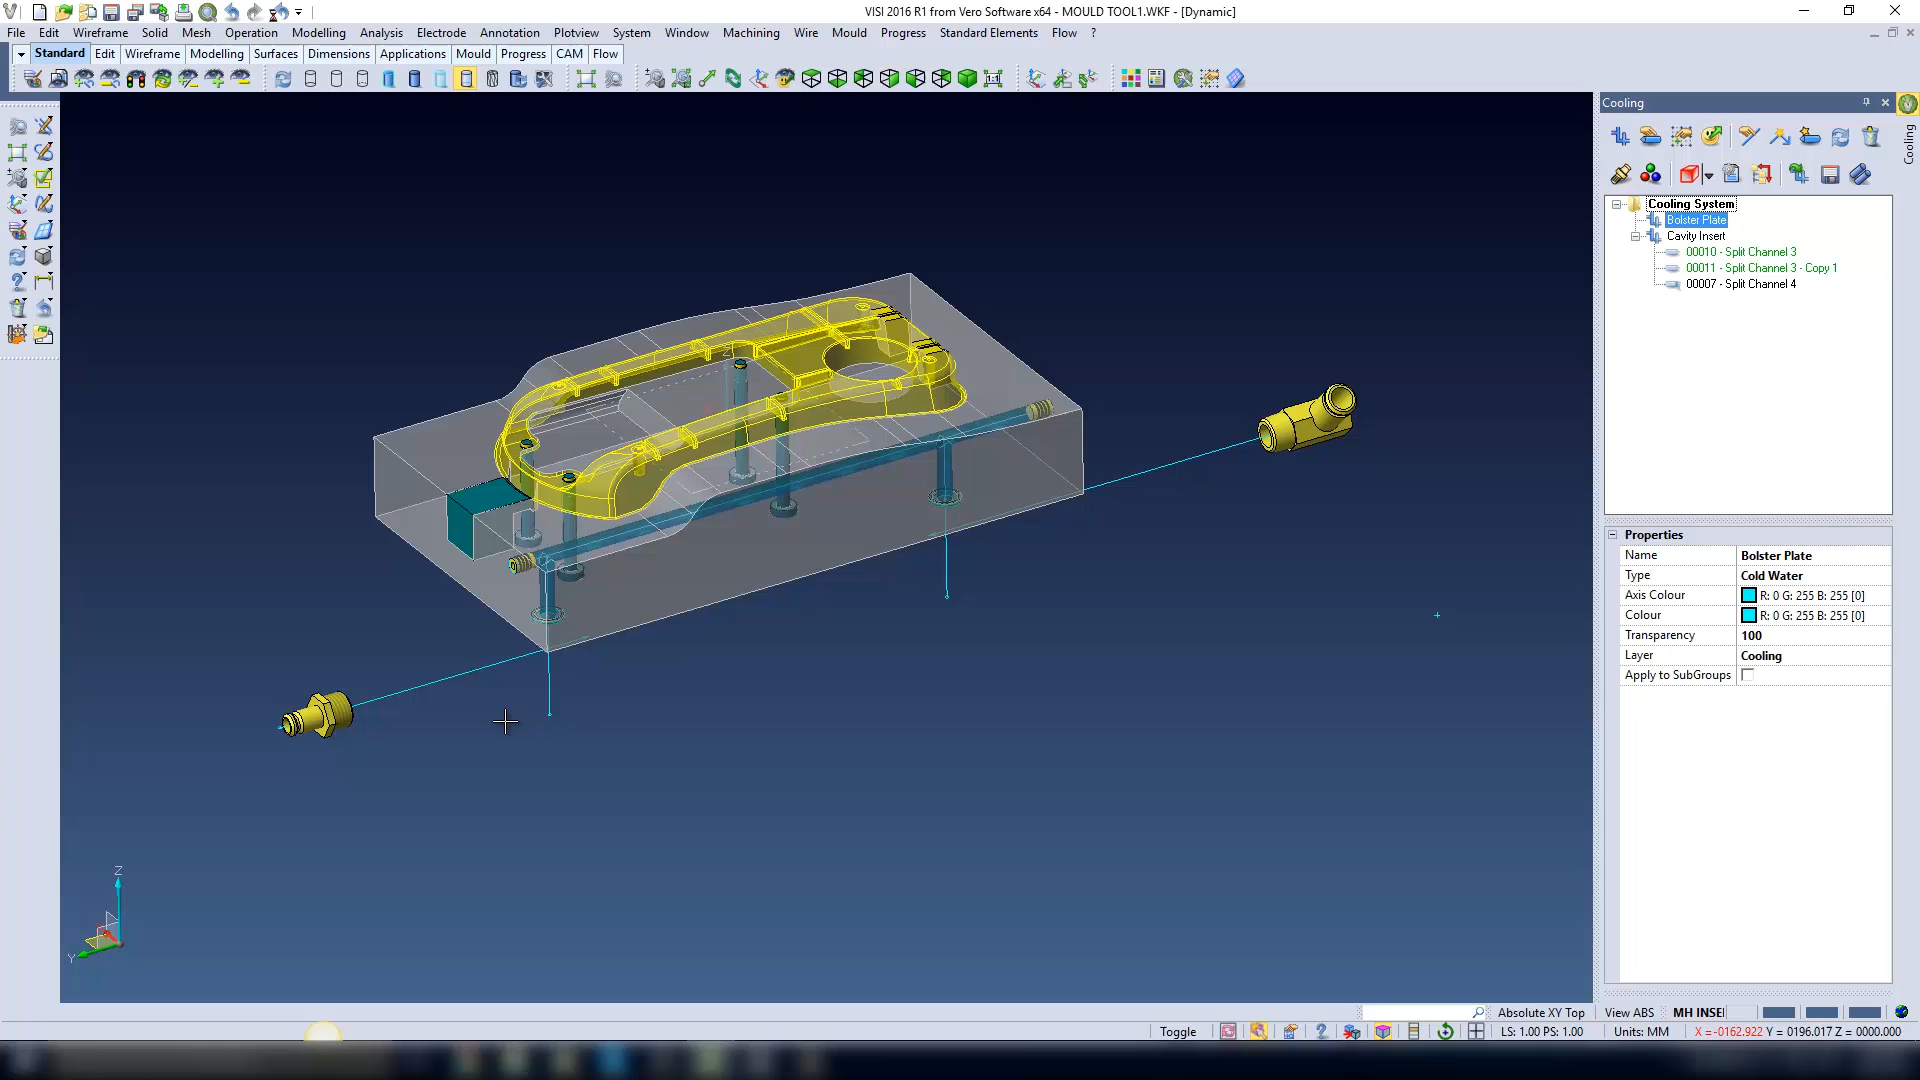 VISI 2016 R1 from Vero Software x64 - MOULD TOOL1.WKF - [Dynamic]
File Edit Wireframe Solid Mesh Operation Modelling Analysis Electrode Annotation Plotview System Window Machining Wire Mould Progress Standard Elements Flow ?
Standard Edit Wireframe Modelling Surfaces Dimensions Applications Mould Progress CAM Flow
Cooling
Cooling
Cooling System
Bolster Plate
Cavity Insert
00010 - Split Channel 3
00011 - Split Channel 3 - Copy 1
00007 - Split Channel 4
Properties
Name Bolster Plate
Type Cold Water
Axis Colour R: 0 G: 255 B: 255 [0]
Colour R: 0 G: 255 B: 255 [0]
Transparency 100
Layer Cooling
Apply to SubGroups
Z
Y
Absolute XY Top View ABS MH INSEI
Toggle LS: 1.00 PS: 1.00 Units: MM X =-0162.922 Y = 0196.017 Z = 0000.000